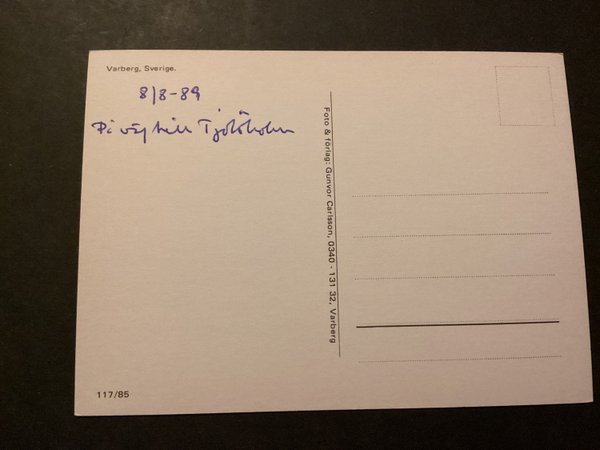 Varberg, Sverige.
8/8-89
På väg till Tjolöholm
Foto & förlag: Gunvor Carlsson, 0340 - 131 32, Varberg
117/85